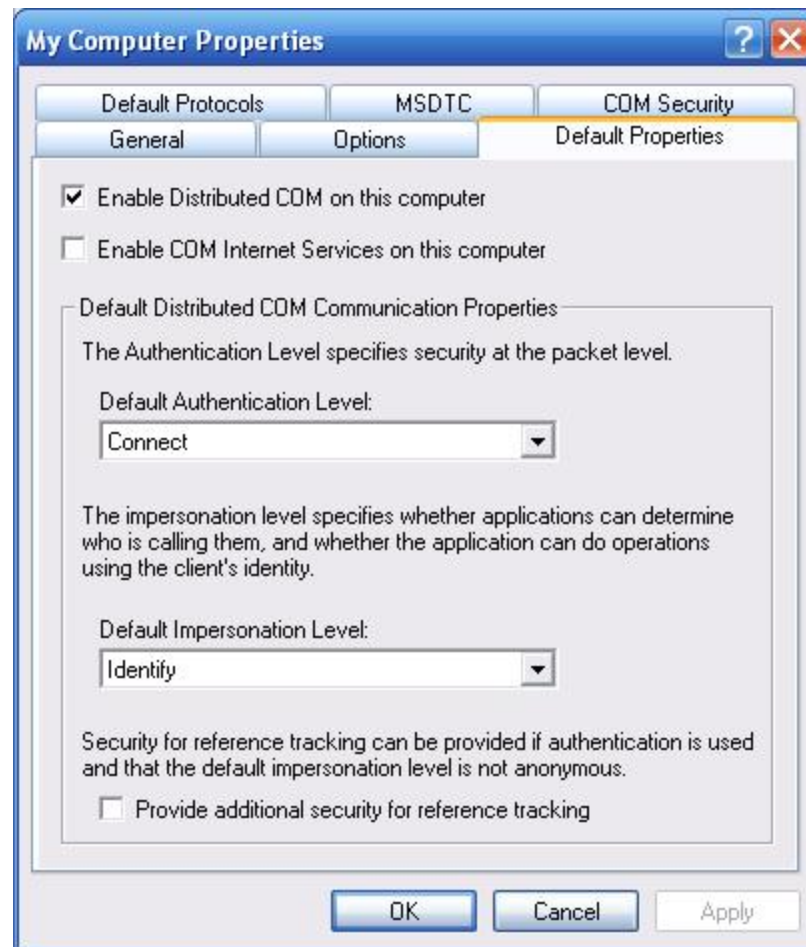 My Computer Properties
Default Protocols
MSDTC
COM Security
General
Options
Default Properties
Enable Distributed COM on this computer
Enable COM Internet Services on this computer
Default Distributed COM Communication Properties
The Authentication Level specifies security at the packet level.
Default Authentication Level:
Connect
The impersonation level specifies whether applications can determine
who is calling them, and whether the application can do operations
using the client's identity.
Default Impersonation Level:
Identify
Security for reference tracking can be provided if authentication is used
and that the default impersonation level is not anonymous.
Provide additional security for reference tracking
OK
Cancel
Apply